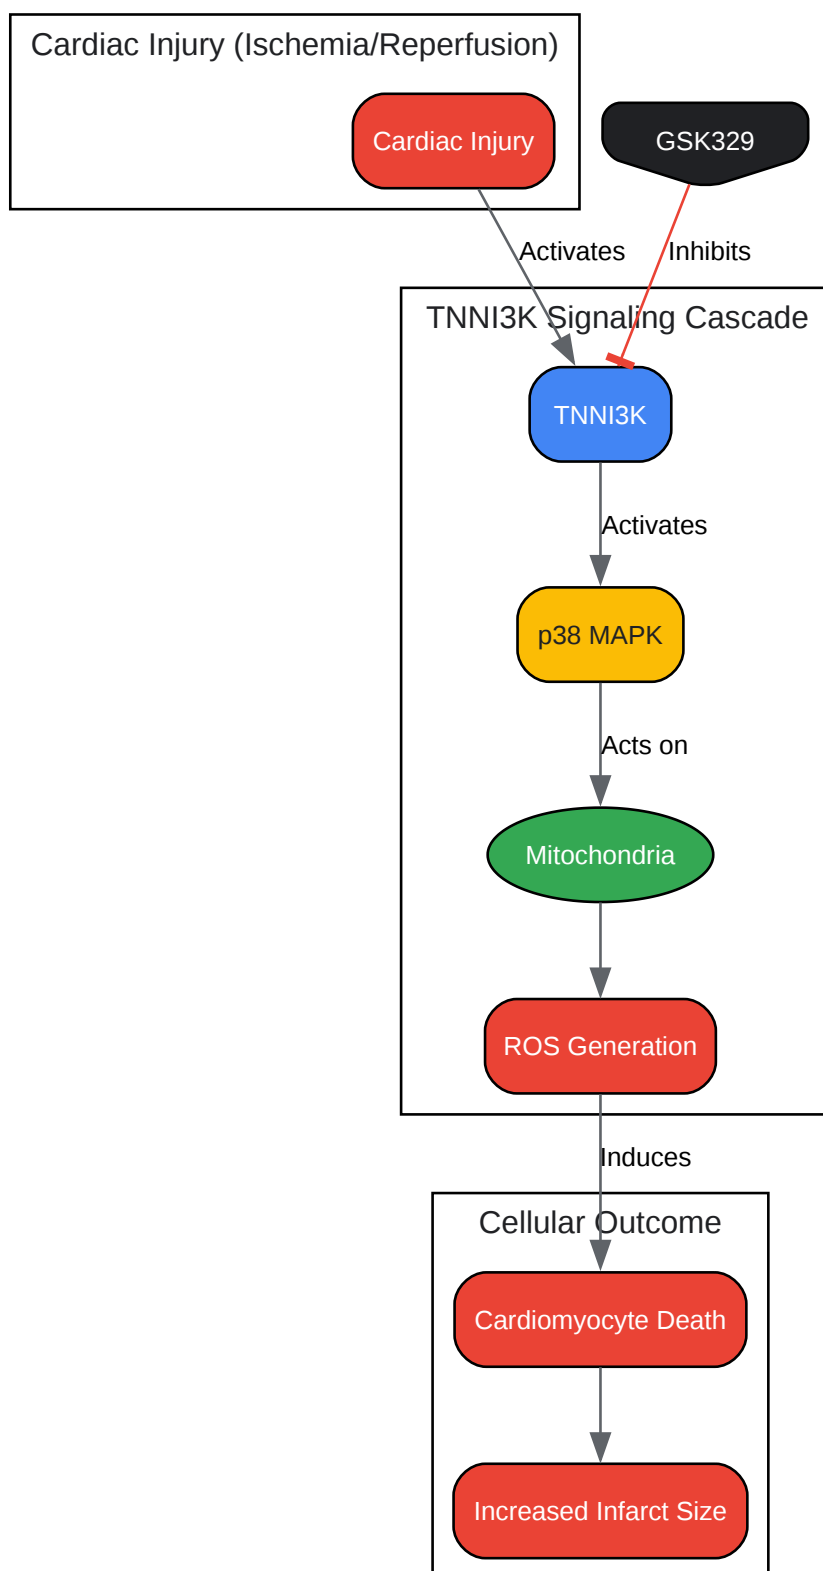 Cardiac Injury (Ischemia/Reperfusion)
Cardiac Injury
GSK329
Activates
Inhibits
TNNI3K Signaling Cascade
TNNI3K
Activates
p38 MAPK
Acts on
Mitochondria
ROS Generation
Induces
Cellular Outcome
Cardiomyocyte Death
Increased Infarct Size